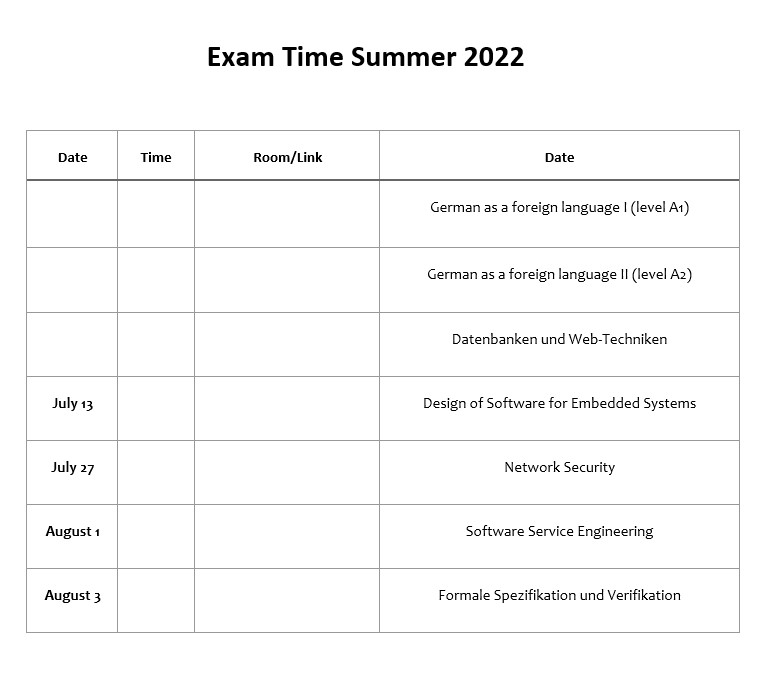 Exam Time Summer 2022
Date Time Room/Link Date
German as a foreign language I (level A1)
German as a foreign language II (level A2)
Datenbanken und Web-Techniken
July 13 Design of Software for Embedded Systems
July 27 Network Security
August 1 Software Service Engineering
August 3 Formale Spezifikation und Verifikation